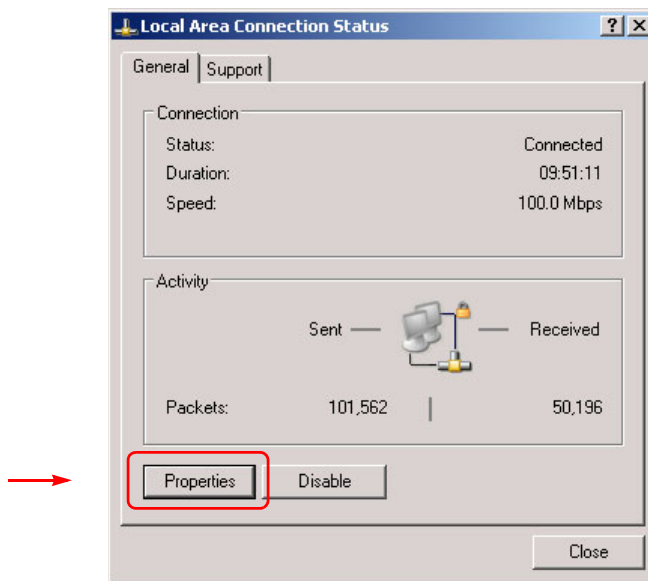 Local Area Connection Status
General Support
Connection
Status: Connected
Duration: 09:51:11
Speed: 100.0 Mbps
Activity
Sent Received
Packets: 101,562 50,196
Properties Disable
Close